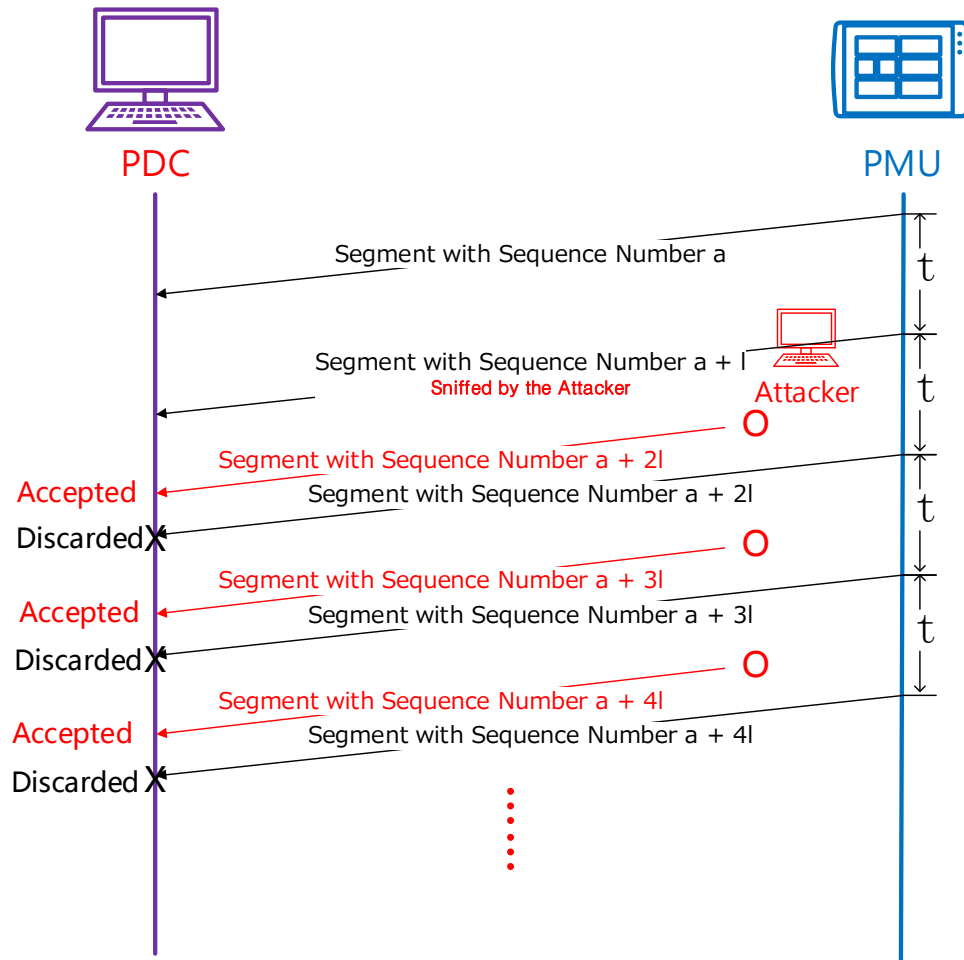 PDC
PMU
Segment with Sequence Number a
t
Segment with Sequence Number a + l
Sniffed by the Attacker
Attacker
t
O
Segment with Sequence Number a + 2l
Accepted
Segment with Sequence Number a + 2l
t
Discarded X
O
Segment with Sequence Number a + 3l
Accepted
Segment with Sequence Number a + 3l
t
Discarded X
O
Segment with Sequence Number a + 4l
Accepted
Segment with Sequence Number a + 4l
Discarded X